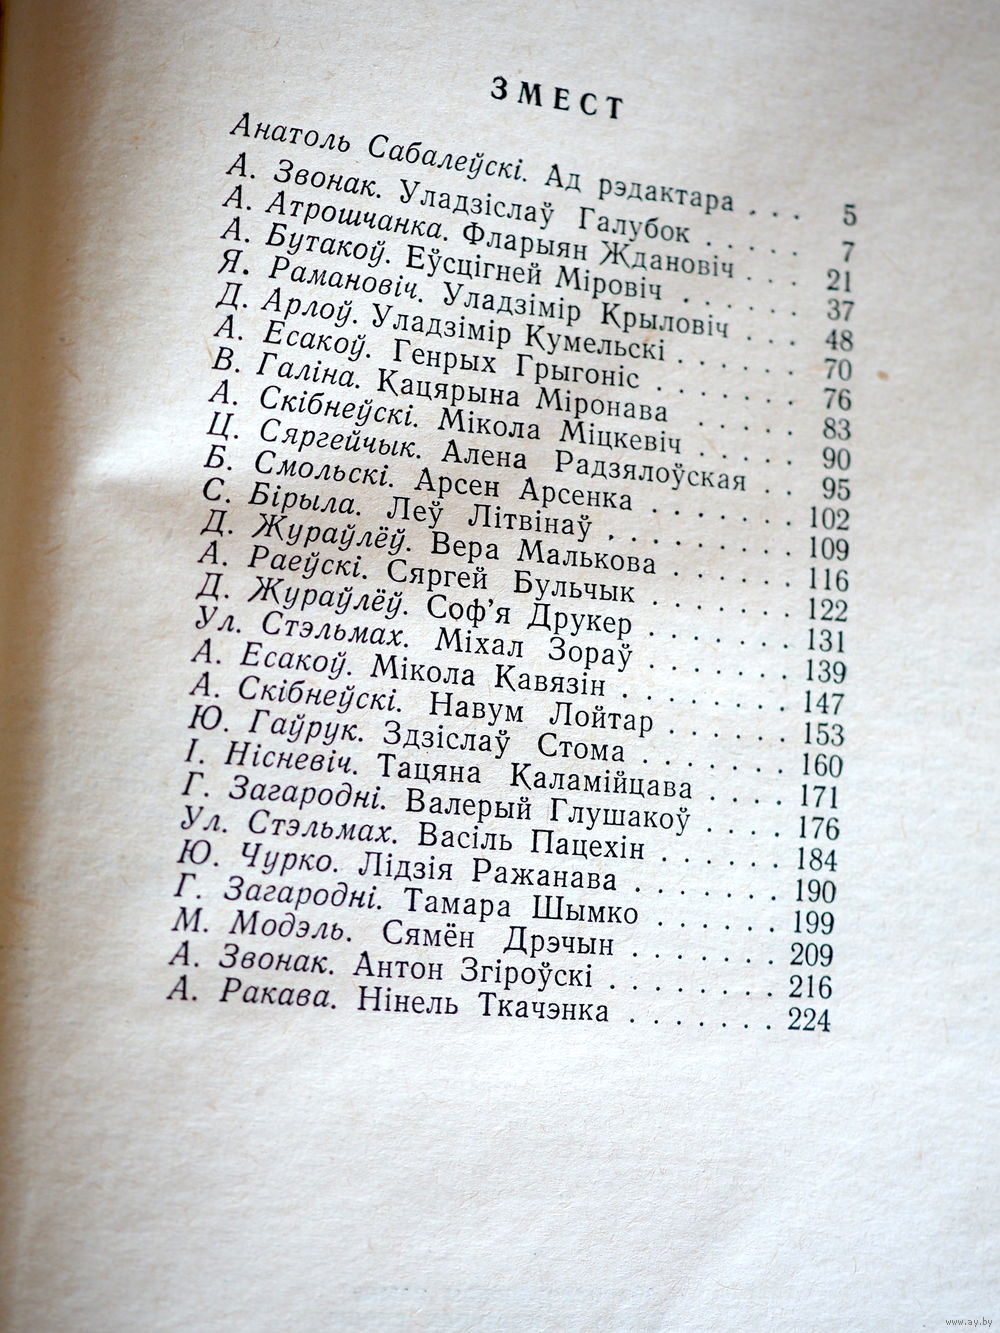 ЗМЕСТ
Анатоль Сабалеўскі. Ад рэдактара . . . 5
А. Звонак. Уладзіслаў Галубок . . . . . 7
А. Атрошчанка. Фларыян Ждановіч . . . 21
А. Бутакоў. Еўсцігней Міровіч . . . . . . 37
Я. Рамановіч. Уладзімір Крыловіч . . . 48
Д. Арлоў. Уладзімір Кумельскі . . . . . . 70
А. Есакоў. Генрых Грыгоніс . . . . . . . 76
В. Галіна. Кацярына Міронава . . . . . 83
А. Скібнеўскі. Мікола Міцкевіч . . . . . 90
Ц. Сяргейчык. Алена Радзялоўская . . 95
Б. Смольскі. Арсен Арсенка . . . . . . . 102
С. Бірыла. Леў Літвінаў . . . . . . . . . 109
Д. Жураўлёў. Вера Малькова . . . . . . 116
А. Раеўскі. Сяргей Бульчык . . . . . . . 122
Д. Жураўлёў. Соф’я Друкер . . . . . . . 131
Ул. Стэльмах. Міхал Зораў . . . . . . . 139
А. Есакоў. Мікола Кавязін . . . . . . . . 147
А. Скібнеўскі. Навум Лойтар . . . . . . 153
Ю. Гаўрук. Здзіслаў Стома . . . . . . . 160
І. Нісневіч. Тацяна Каламійцава . . . . 171
Г. Загародні. Валерый Глушакоў . . . . 176
Ул. Стэльмах. Васіль Пацехін . . . . . . 184
Ю. Чурко. Лідзія Ражанава . . . . . . . 190
Г. Загародні. Тамара Шымко . . . . . . 199
М. Модэль. Сямён Дрэчын . . . . . . . 209
А. Звонак. Антон Згіроўскі . . . . . . . . 216
А. Ракава. Нінель Ткачэнка . . . . . . . 224
www.ay.by